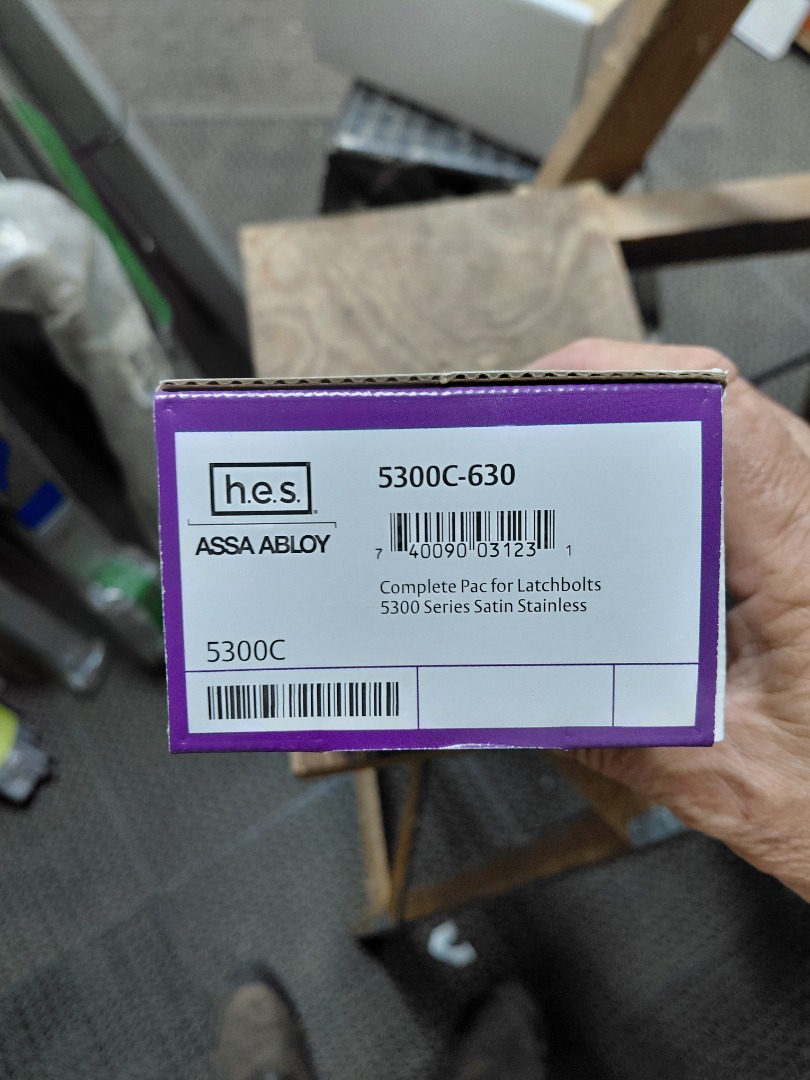 h.e.s.
ASSA ABLOY
5300C-630
7 40090 03123 1
Complete Pac for Latchbolts
5300 Series Satin Stainless
5300C